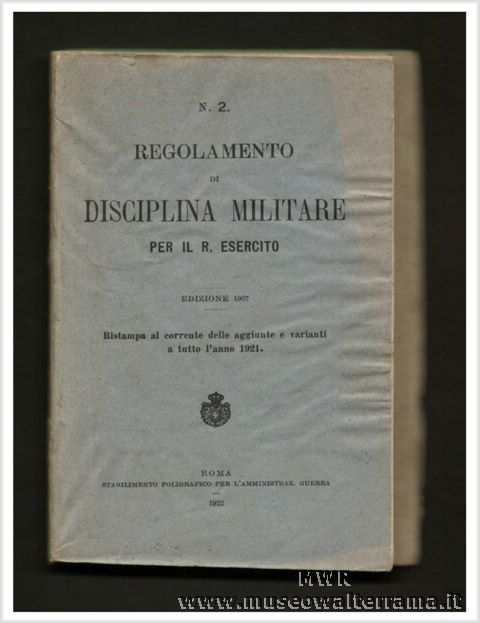 N. 2.
REGOLAMENTO
DI
DISCIPLINA MILITARE
PER IL R. ESERCITO
EDIZIONE 1907
Ristampa al corrente delle aggiunte e varianti
a tutto l'anno 1921.
ROMA
STABILIMENTO POLIGRAFICO PER L'AMMINISTRAZ. GUERRA
1922
MWR
www.museowalterrama.it